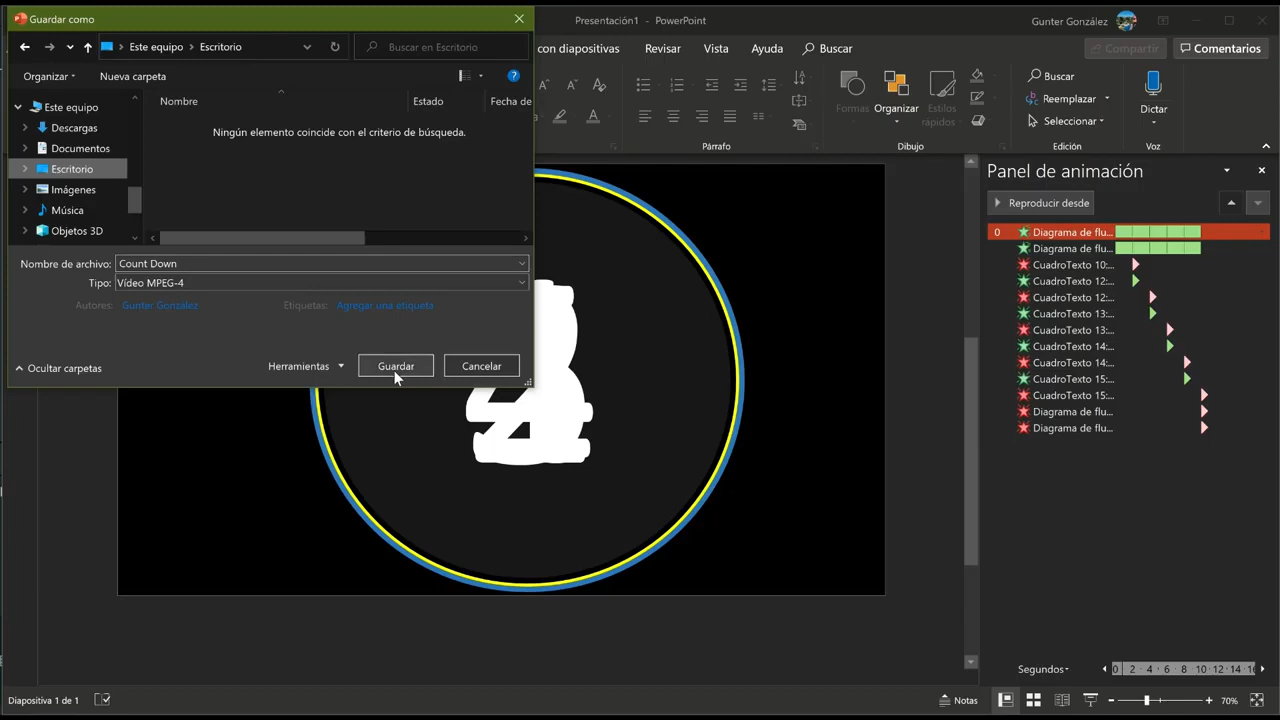 Guardar como
Este equipo
Escritorio
Buscar en Escritorio
Organizar
Nueva carpeta
Este equipo
Descargas
Documentos
Escritorio
Imágenes
Música
Objetos 3D
Nombre
Estado
Fecha de
Ningún elemento coincide con el criterio de búsqueda.
Nombre de archivo: Count Down
Tipo: Vídeo MPEG-4
Autores: Gunter González
Etiquetas: Agregar una etiqueta
Ocultar carpetas
Herramientas
Guardar
Cancelar
Presentación1 - PowerPoint
Gunter González
con diapositivas
Revisar
Vista
Ayuda
Buscar
Compartir
Comentarios
Formas
Organizar
Estilos
rápidos
Buscar
Reemplazar
Seleccionar
Dictar
Párrafo
Dibujo
Edición
Voz
Panel de animación
Reproducir desde
0 Diagrama de flu...
Diagrama de flu...
CuadroTexto 10:...
CuadroTexto 12:...
CuadroTexto 12:...
CuadroTexto 13:...
CuadroTexto 13:...
CuadroTexto 14:...
CuadroTexto 14:...
CuadroTexto 15:...
CuadroTexto 15:...
Diagrama de flu...
Diagrama de flu...
Segundos
0 2 4 6 8 10 12 14 16
Diapositiva 1 de 1
Notas
70%